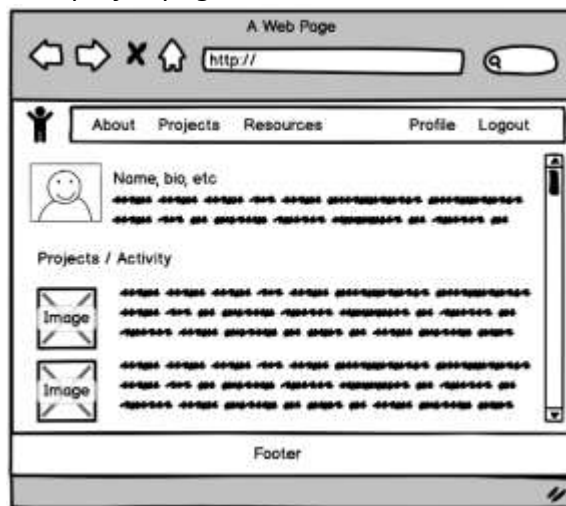 A Web Page
http://
About Projects Resources Profile Logout
Name, bio, etc
Projects / Activity
Image
Image
Footer